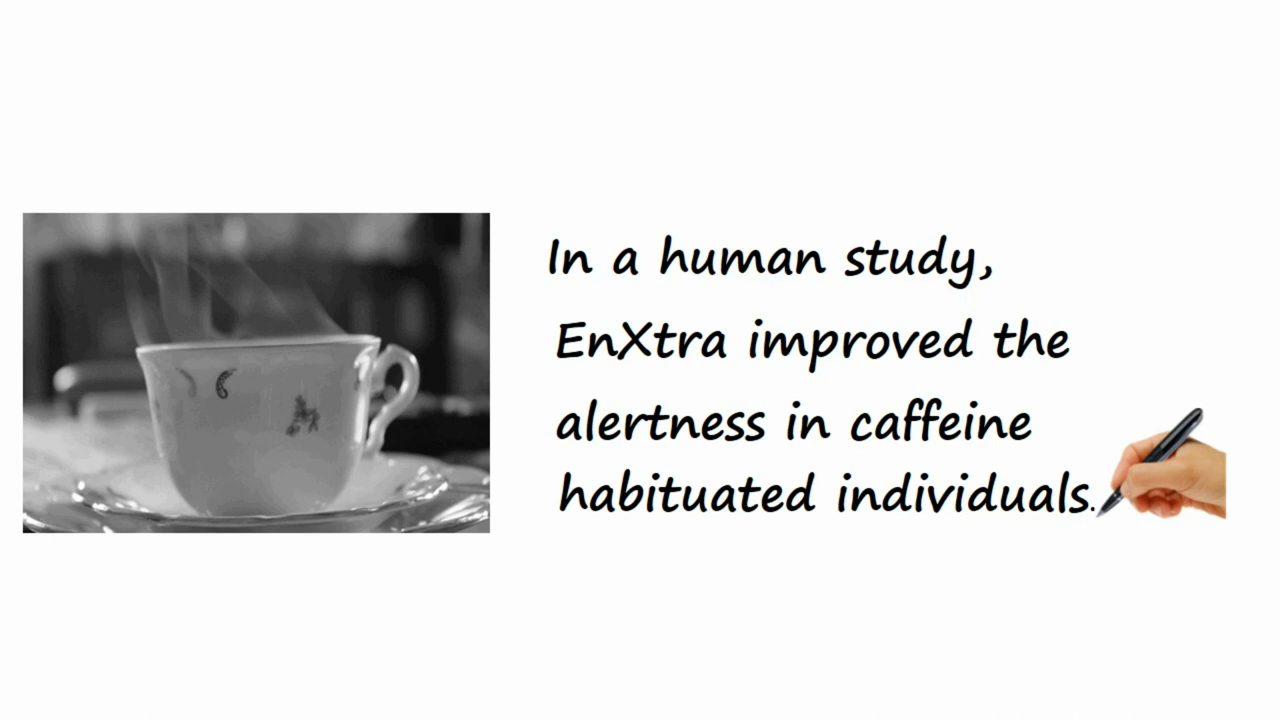 In a human study,
EnXtra improved the
alertness in caffeine
habituated individuals.